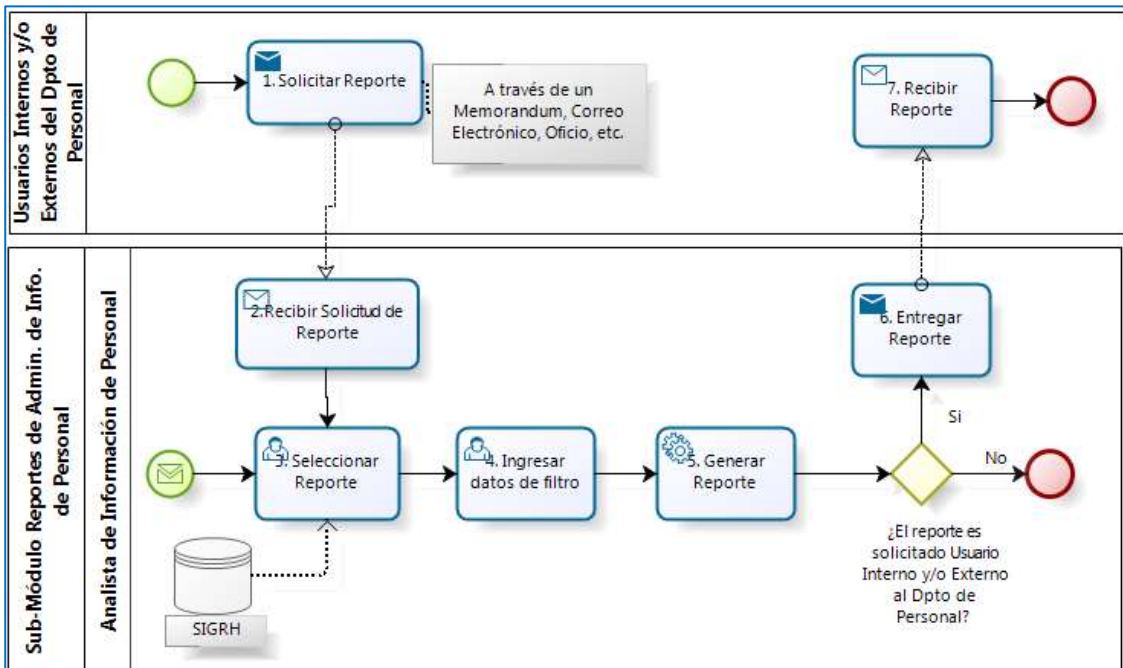 Usuarios Internos y/o
Externos del Dpto de
Personal
1. Solicitar Reporte
A través de un
Memorandum, Correo
Electrónico, Oficio, etc.
7. Recibir
Reporte
Sub-Módulo Reportes de Admin. de Info.
de Personal
Analista de Información de Personal
2.Recibir Solicitud de
Reporte
6. Entregar
Reporte
Si
3. Seleccionar
Reporte
4. Ingresar
datos de filtro
5. Generar
Reporte
No
¿El reporte es
solicitado Usuario
Interno y/o Externo
al Dpto de
Personal?
SIGRH